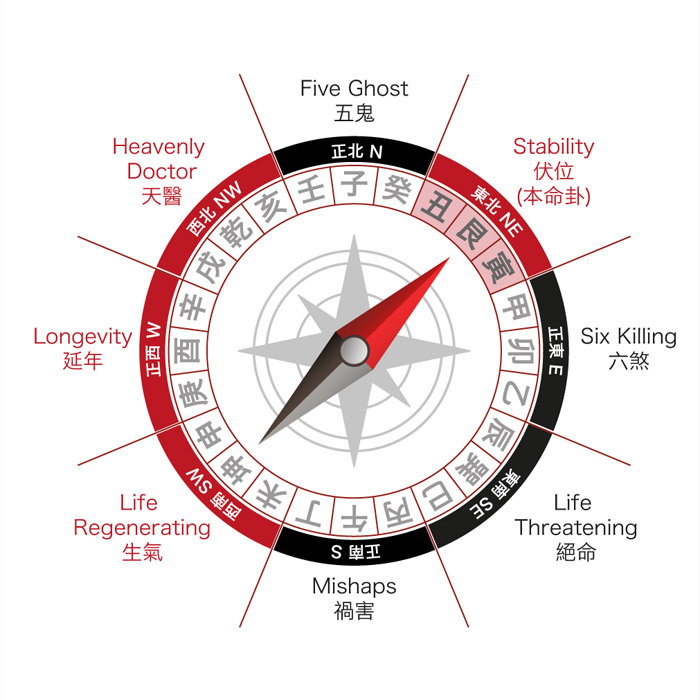 Five Ghost
五鬼
Stability
伏位
(本命卦)
Six Killing
六煞
Life
Threatening
絕命
Mishaps
禍害
Life
Regenerating
生氣
Longevity
延年
Heavenly
Doctor
天醫
正北 N
東北 NE
正東 E
東南 SE
正南 S
西南 SW
正西 W
西北 NW
壬
子
癸
丑
艮
寅
甲
卯
乙
辰
巽
巳
丙
午
丁
未
坤
申
庚
酉
辛
戌
乾
亥